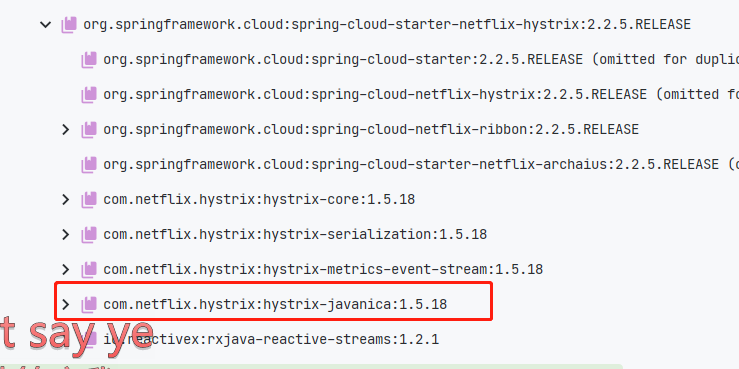 org.springframework.cloud:spring-cloud-starter-netflix-hystrix:2.2.5.RELEASE
org.springframework.cloud:spring-cloud-starter:2.2.5.RELEASE (omitted for duplic
org.springframework.cloud:spring-cloud-netflix-hystrix:2.2.5.RELEASE (omitted fo
org.springframework.cloud:spring-cloud-netflix-ribbon:2.2.5.RELEASE
org.springframework.cloud:spring-cloud-starter-netflix-archaius:2.2.5.RELEASE (o
com.netflix.hystrix:hystrix-core:1.5.18
com.netflix.hystrix:hystrix-serialization:1.5.18
com.netflix.hystrix:hystrix-metrics-event-stream:1.5.18
com.netflix.hystrix:hystrix-javanica:1.5.18
t say ye
io.reactivex:rxjava-reactive-streams:1.2.1